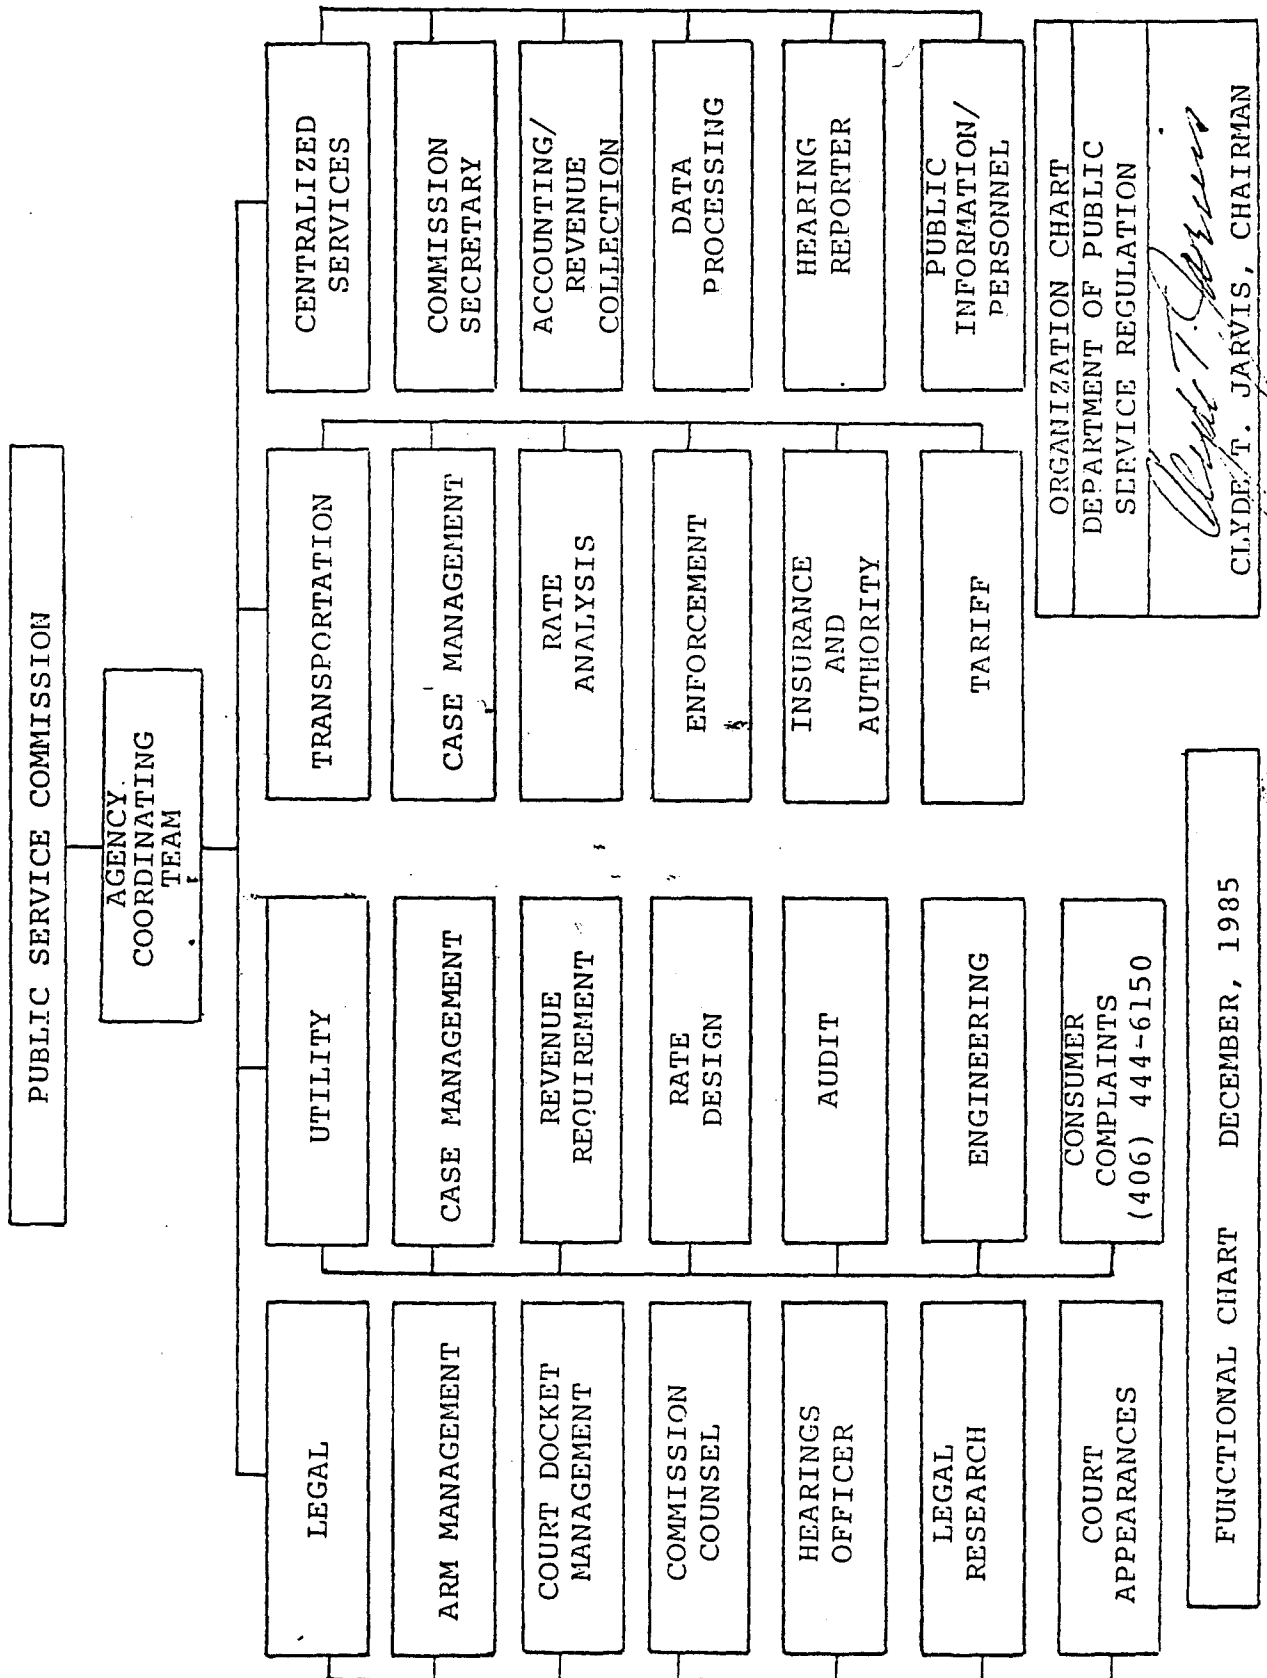 PUBLIC SERVICE COMMISSION
AGENCY
COORDINATING
TEAM
LEGAL
ARM MANAGEMENT
COURT DOCKET
MANAGEMENT
COMMISSION
COUNSEL
HEARINGS
OFFICER
LEGAL
RESEARCH
COURT
APPEARANCES
UTILITY
CASE MANAGEMENT
REVENUE
REQUIREMENT
RATE
DESIGN
AUDIT
ENGINEERING
CONSUMER
COMPLAINTS
(406) 444-6150
TRANSPORTATION
CASE MANAGEMENT
RATE
ANALYSIS
ENFORCEMENT
INSURANCE
AND
AUTHORITY
TARIFF
CENTRALIZED
SERVICES
COMMISSION
SECRETARY
ACCOUNTING/
REVENUE
COLLECTION
DATA
PROCESSING
HEARING
REPORTER
PUBLIC
INFORMATION/
PERSONNEL
FUNCTIONAL CHART DECEMBER, 1985
ORGANIZATION CHART
DEPARTMENT OF PUBLIC
SERVICE REGULATION
Clyde T. Jarvis
CLYDE T. JARVIS, CHAIRMAN